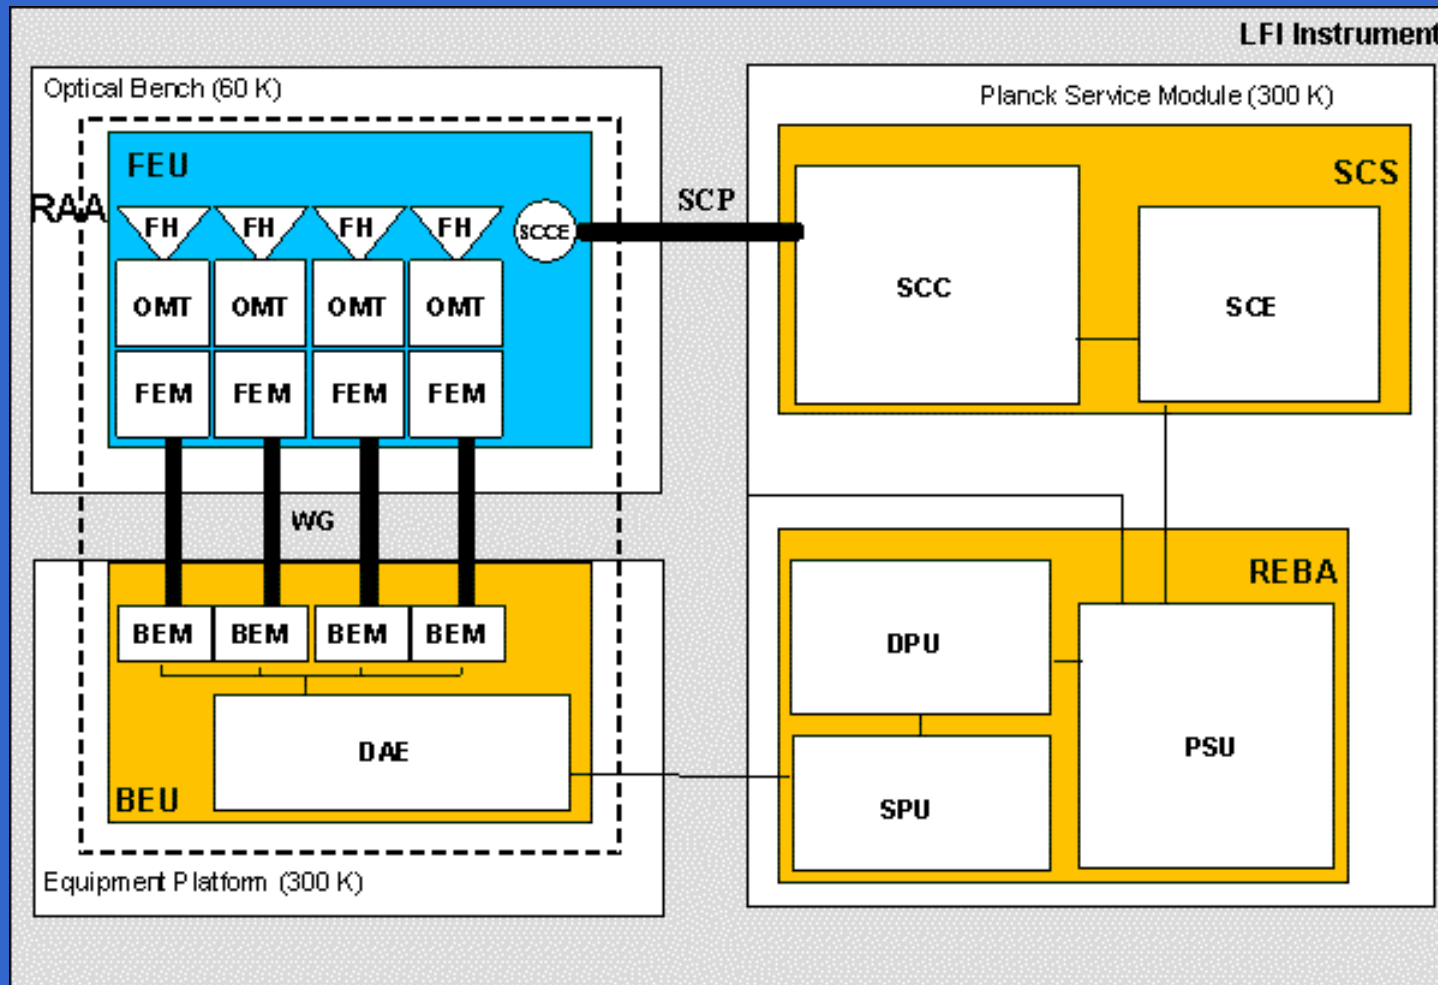 LFI Instrument
Optical Bench (60 K)
Planck Service Module (300 K)
FEU
SCS
RAA
SCP
FH FH FH FH SCCE
SCC
SCE
OMT OMT OMT OMT
FEM FEM FEM FEM
WG
REBA
BEM BEM BEM BEM
DPU
DAE
PSU
BEU
SPU
Equipment Platform (300 K)